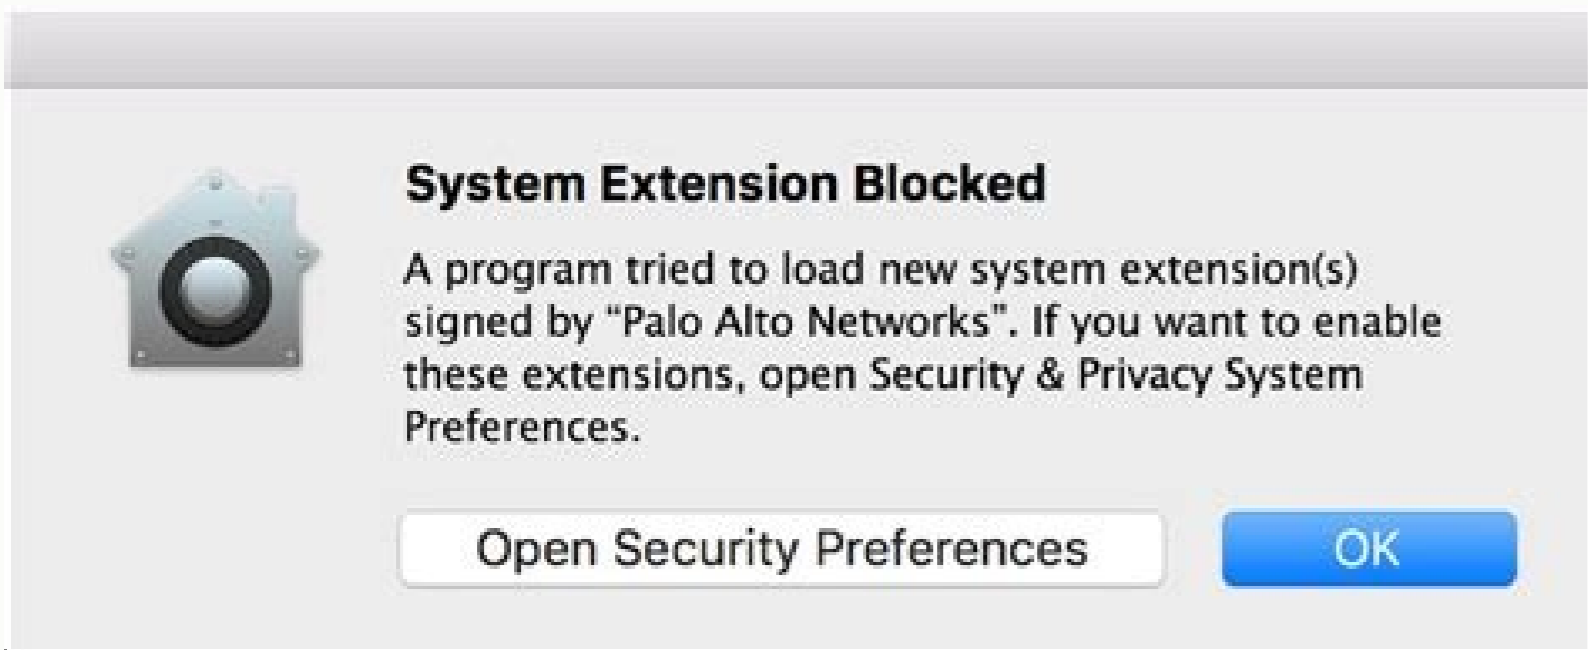 System Extension Blocked
A program tried to load new system extension(s)
signed by “Palo Alto Networks”. If you want to enable
these extensions, open Security & Privacy System
Preferences.
Open Security Preferences
OK